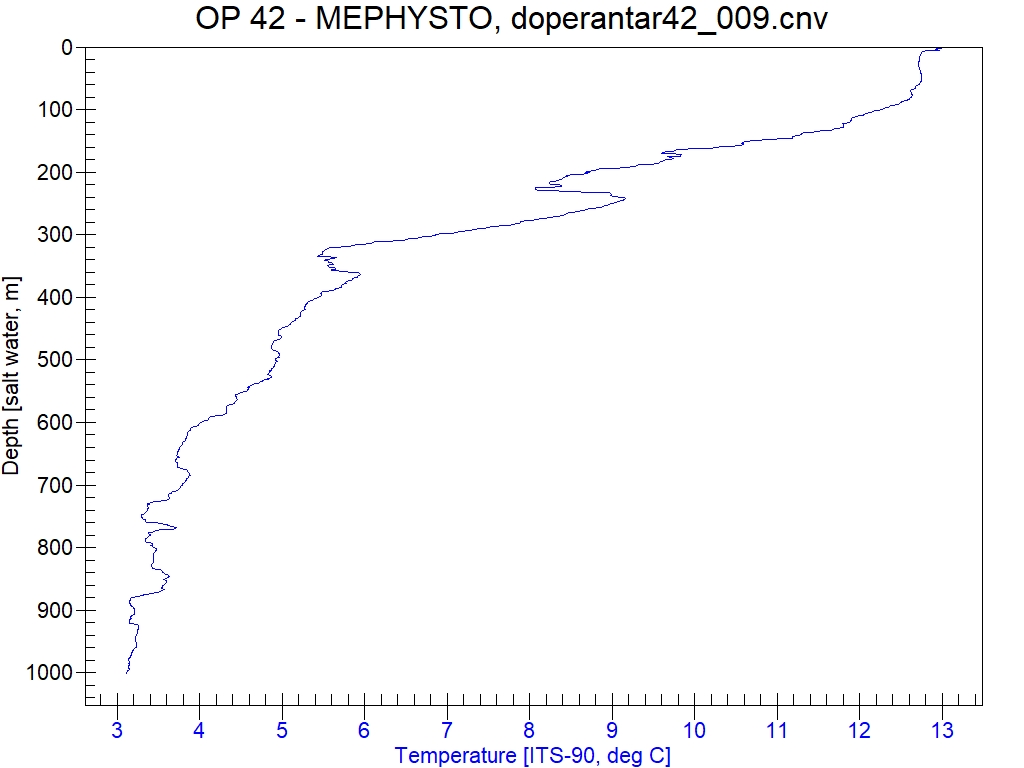 OP 42 - MEPHYSTO, doperantar42_009.cnv
0
100
200
300
400
500
600
700
800
900
1000
Depth [salt water, m]
3 4 5 6 7 8 9 10 11 12 13
Temperature [ITS-90, deg C]